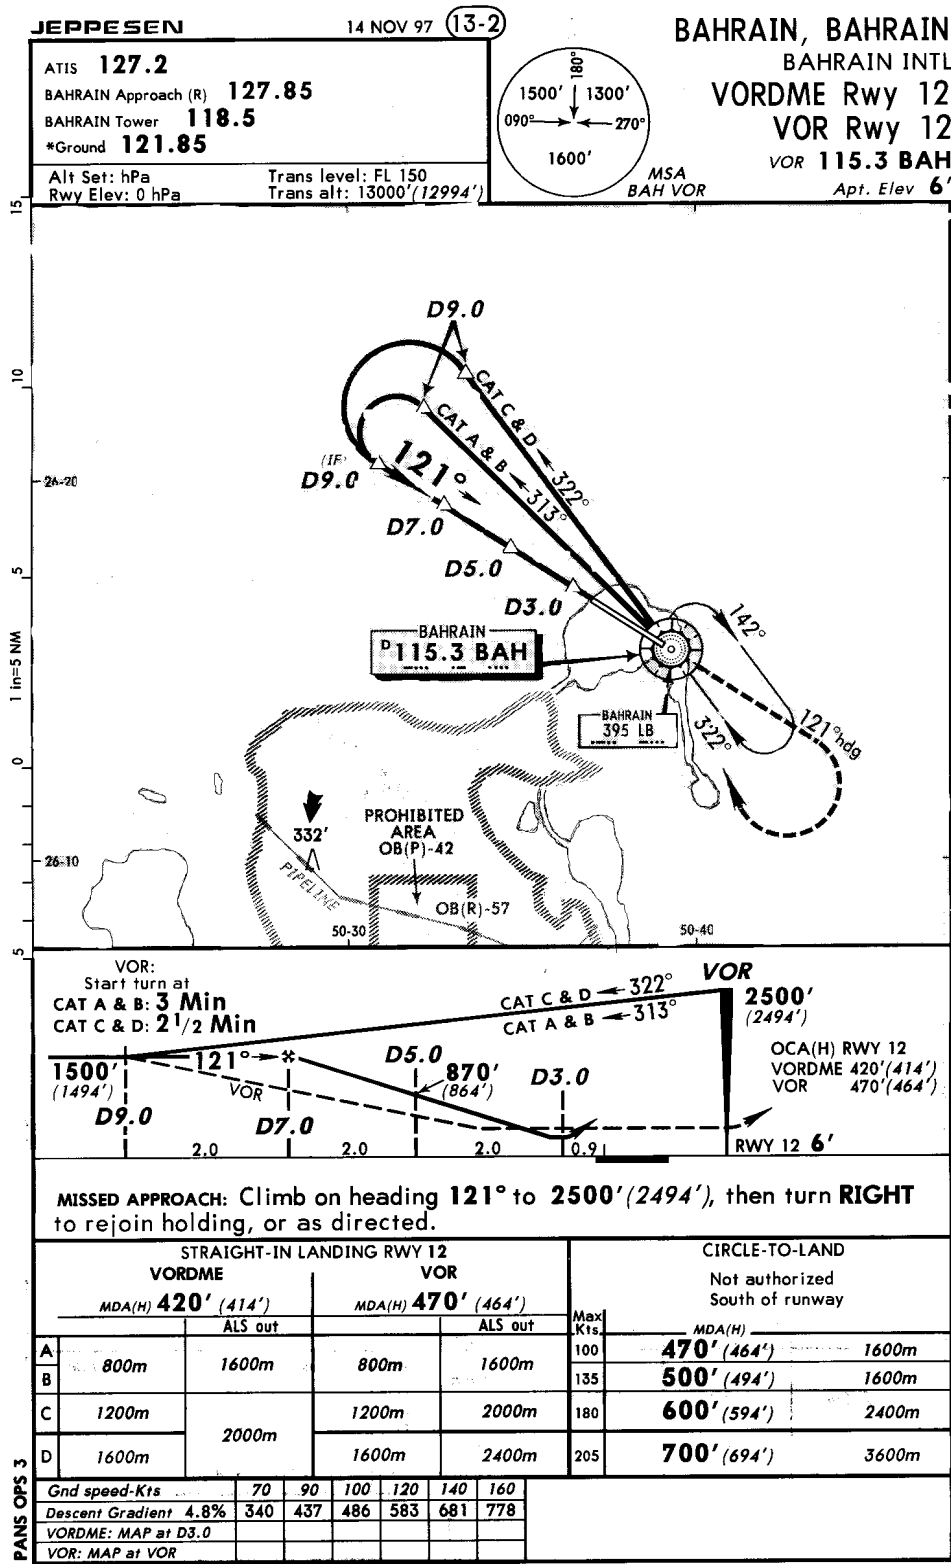 JEPPESEN 14 NOV 97 13-2
BAHRAIN, BAHRAIN
BAHRAIN INTL
VORDME Rwy 12
VOR Rwy 12
VOR 115.3 BAH
Apt. Elev 6'
ATIS 127.2
BAHRAIN Approach (R) 127.85
BAHRAIN Tower 118.5
*Ground 121.85
Alt Set: hPa Trans level: FL 150
Rwy Elev: 0 hPa Trans alt: 13000' (12994')
180°
1500' 1300'
090° 270°
1600'
MSA
BAH VOR
15
10
5
1 in=5 NM
0
5
D9.0
CAT C & D 322°
CAT A & B 313°
121°
(IF)
D9.0
26-20
D7.0
D5.0
D3.0
BAHRAIN
D 115.3 BAH
142°
BAHRAIN
395 LB
322°
121° hdg
332'
PROHIBITED
AREA
OB(P)-42
26-10
PIPELINE
OB(R)-57
50-30 50-40
VOR:
Start turn at
CAT A & B: 3 Min
CAT C & D: 2 1/2 Min
CAT C & D 322°
CAT A & B 313°
VOR
2500'
(2494')
1500'
(1494')
121°
VOR
D9.0
D7.0
D5.0
870'
(864')
D3.0
OCA(H) RWY 12
VORDME 420' (414')
VOR 470' (464')
2.0 2.0 2.0 0.9
RWY 12 6'
MISSED APPROACH: Climb on heading 121° to 2500' (2494'), then turn RIGHT
to rejoin holding, or as directed.
STRAIGHT-IN LANDING RWY 12 CIRCLE-TO-LAND
VORDME VOR
Not authorized
South of runway
MDA(H) 420' (414') MDA(H) 470' (464')
ALS out ALS out
Max
Kts. MDA(H)
A 800m 1600m 800m 1600m 100 470' (464') 1600m
B 135 500' (494') 1600m
C 1200m 2000m 1200m 2000m 180 600' (594') 2400m
D 1600m 1600m 2400m 205 700' (694') 3600m
Gnd speed-Kts 70 90 100 120 140 160
Descent Gradient 4.8% 340 437 486 583 681 778
VORDME: MAP at D3.0
VOR: MAP at VOR
PANS OPS 3